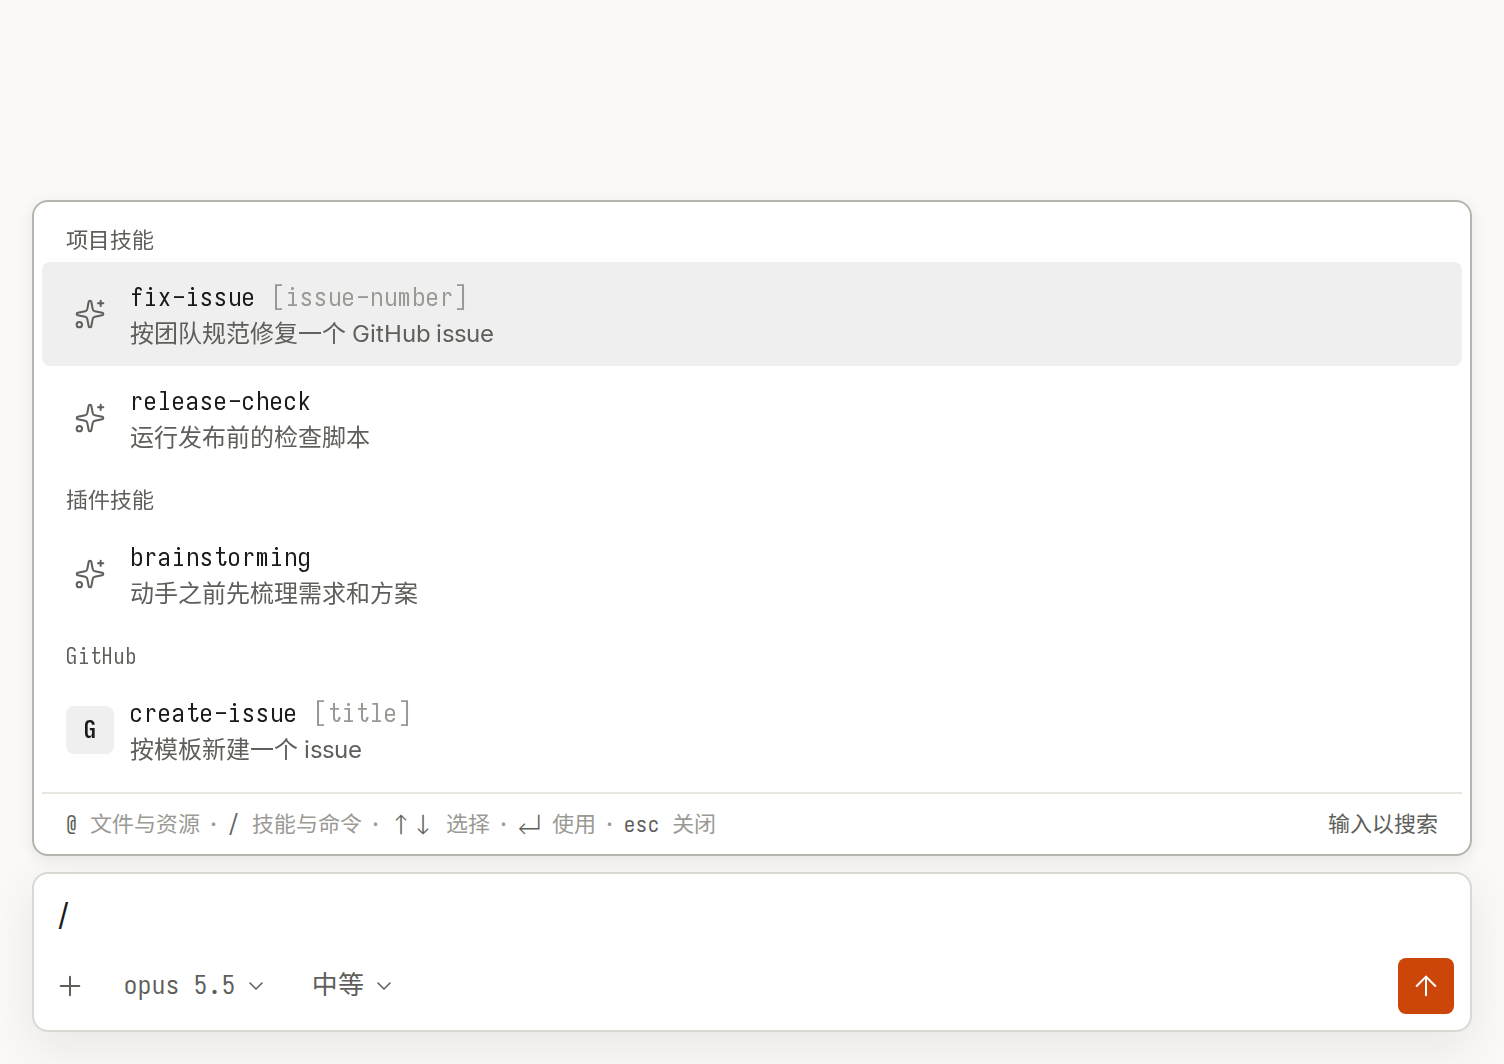 项目技能
fix-issue [issue-number]
按团队规范修复一个 GitHub issue
release-check
运行发布前的检查脚本
插件技能
brainstorming
动手之前先梳理需求和方案
GitHub
G create-issue [title]
按模板新建一个 issue
@ 文件与资源 · / 技能与命令 · ↑↓ 选择 · ↵ 使用 · esc 关闭 输入以搜索
/
opus 5.5 中等